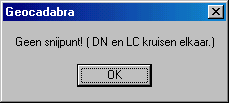 Geocadabra
Geen snijpunt! ( DN en LC kruisen elkaar.)
OK